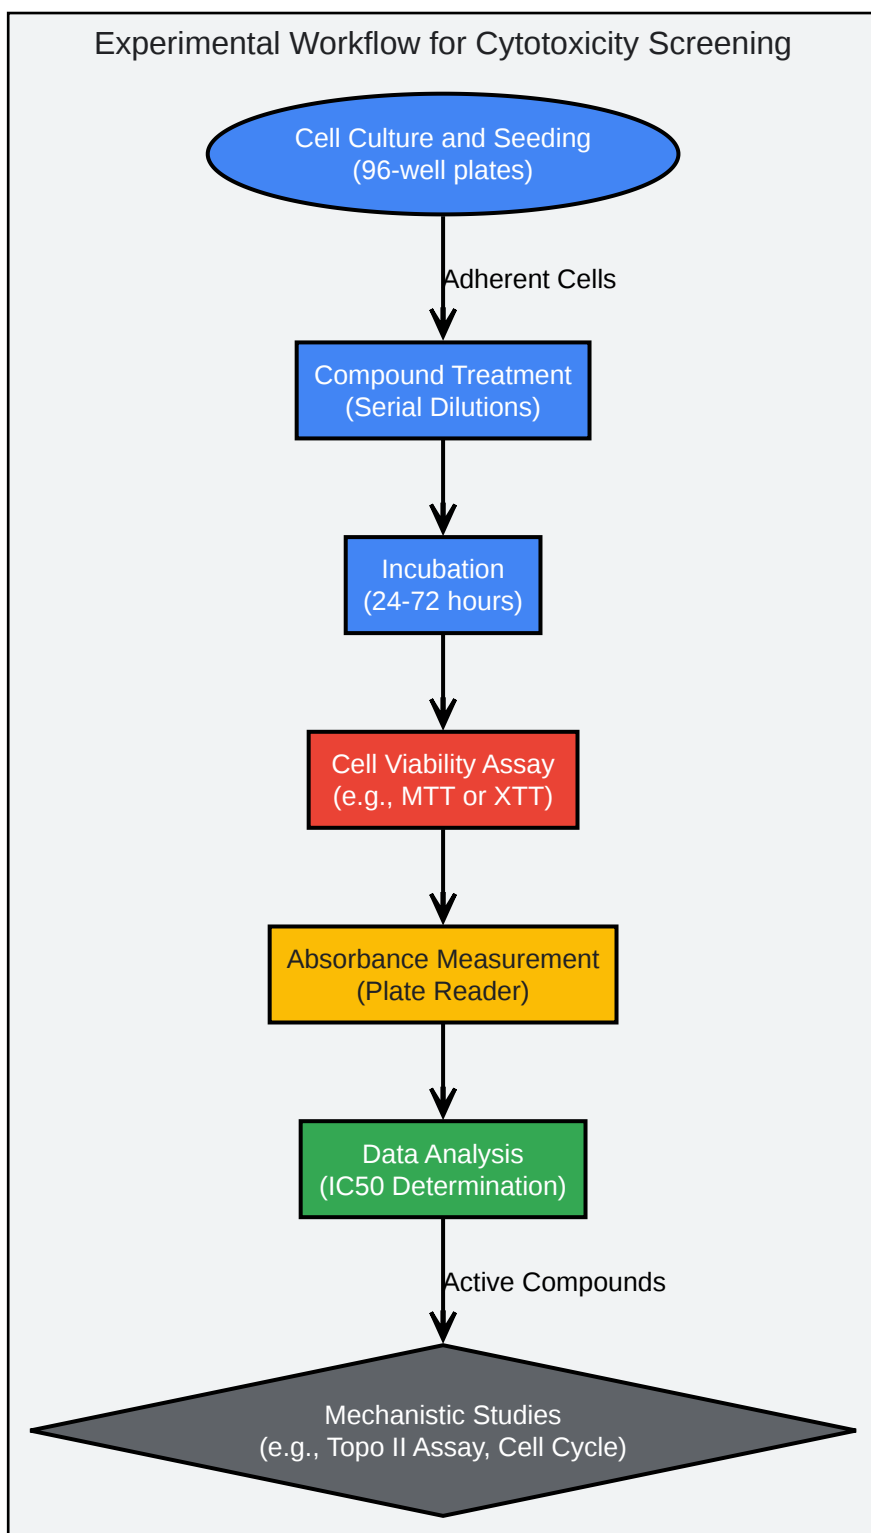 Experimental Workflow for Cytotoxicity Screening
Cell Culture and Seeding
(96-well plates)
Adherent Cells
Compound Treatment
(Serial Dilutions)
Incubation
(24-72 hours)
Cell Viability Assay
(e.g., MTT or XTT)
Absorbance Measurement
(Plate Reader)
Data Analysis
(IC50 Determination)
Active Compounds
Mechanistic Studies
(e.g., Topo II Assay, Cell Cycle)